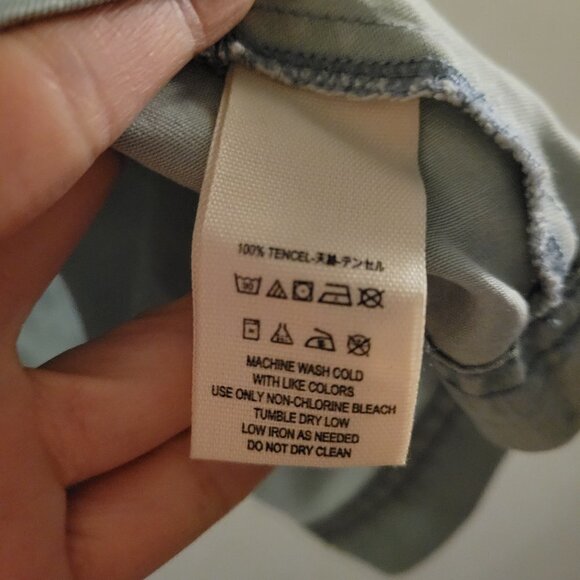 100% TENCEL-天絲-テンセル
30
MACHINE WASH COLD
WITH LIKE COLORS
USE ONLY NON-CHLORINE BLEACH
TUMBLE DRY LOW
LOW IRON AS NEEDED
DO NOT DRY CLEAN